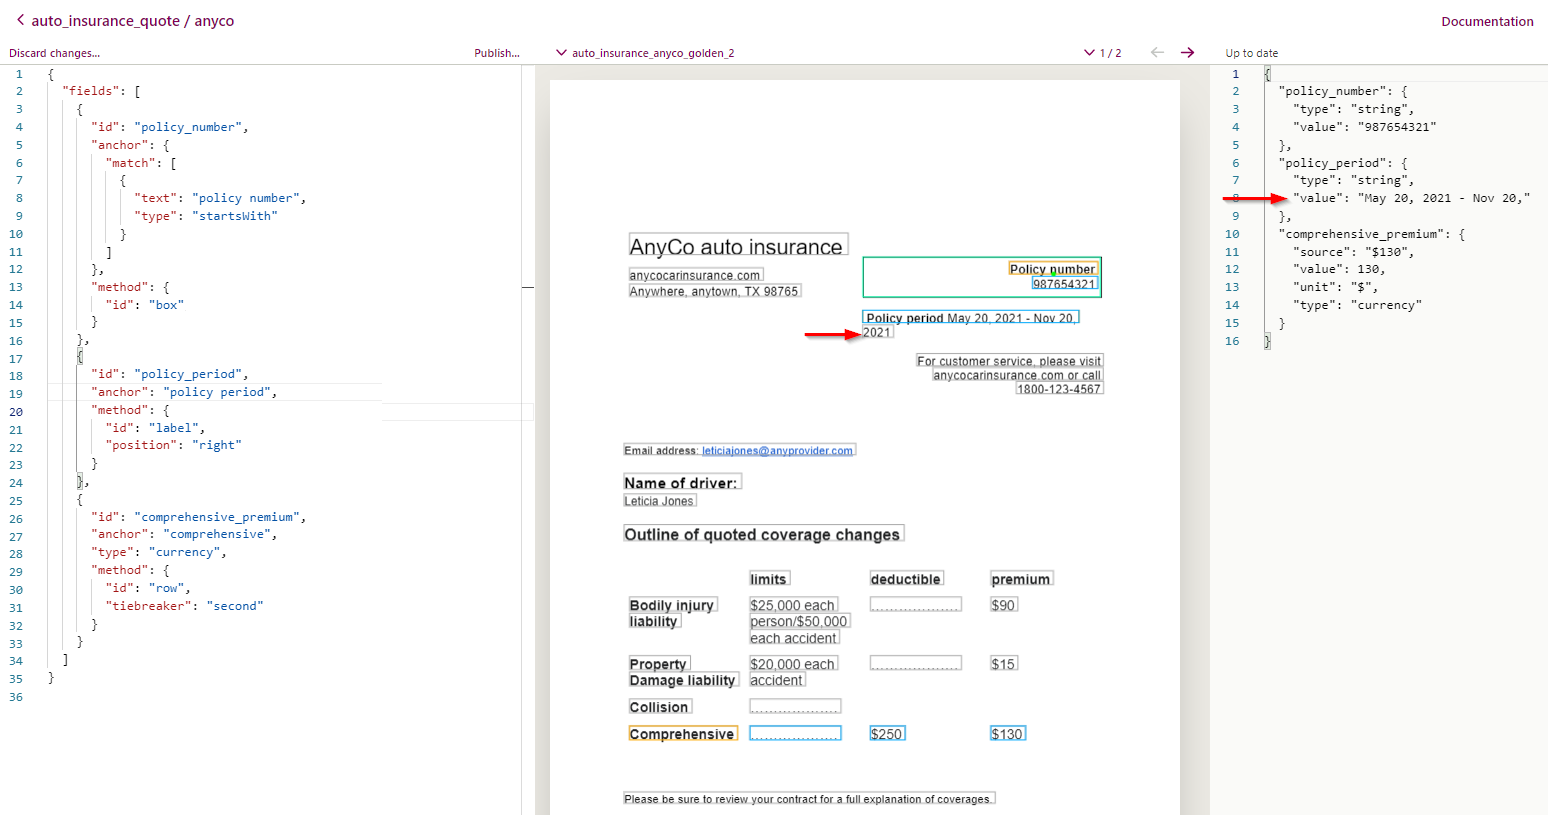 auto_insurance_quote / anyco
Documentation
Discard changes...
Publish...
auto_insurance_anyco_golden_2
1 / 2
Up to date
1 {
2 "fields": [
3 {
4 "id": "policy_number",
5 "anchor": {
6 "match": [
7 {
8 "text": "policy number",
9 "type": "startsWith"
10 }
11 ]
12 },
13 "method": {
14 "id": "box"
15 }
16 },
17 {
18 "id": "policy_period",
19 "anchor": "policy period",
20 "method": {
21 "id": "label",
22 "position": "right"
23 }
24 },
25 {
26 "id": "comprehensive_premium",
27 "anchor": "comprehensive",
28 "type": "currency",
29 "method": {
30 "id": "row",
31 "tiebreaker": "second"
32 }
33 }
34 ]
35 }
36
AnyCo auto insurance
anycocarinsurance.com
Anywhere, anytown, TX 98765
Policy number
987654321
Policy period May 20, 2021 - Nov 20,
2021
For customer service, please visit
anycocarinsurance.com or call
1800-123-4567
Email address: leticiajones@anyprovider.com
Name of driver:
Leticia Jones
Outline of quoted coverage changes
limits deductible premium
Bodily injury $25,000 each ................... $90
liability person/$50,000
each accident
Property $20,000 each ................... $15
Damage liability accident
Collision ...................
Comprehensive ................... $250 $130
Please be sure to review your contract for a full explanation of coverages.
1 {
2 "policy_number": {
3 "type": "string",
4 "value": "987654321"
5 },
6 "policy_period": {
7 "type": "string",
8 "value": "May 20, 2021 - Nov 20,"
9 },
10 "comprehensive_premium": {
11 "source": "$130",
12 "value": 130,
13 "unit": "$",
14 "type": "currency"
15 }
16 }